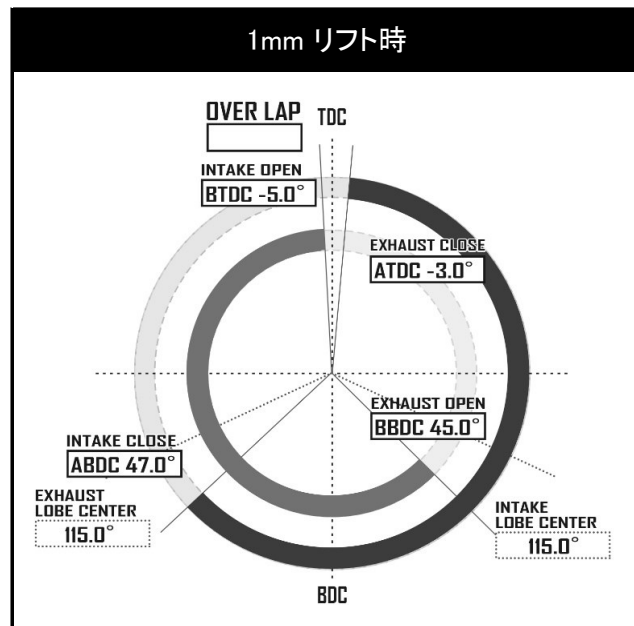 1mm リフト時
OVER LAP
TDC
INTAKE OPEN
BTDC -5.0°
EXHAUST CLOSE
ATDC -3.0°
EXHAUST OPEN
BBDC 45.0°
INTAKE CLOSE
ABDC 47.0°
EXHAUST
LOBE CENTER
115.0°
INTAKE
LOBE CENTER
115.0°
BDC